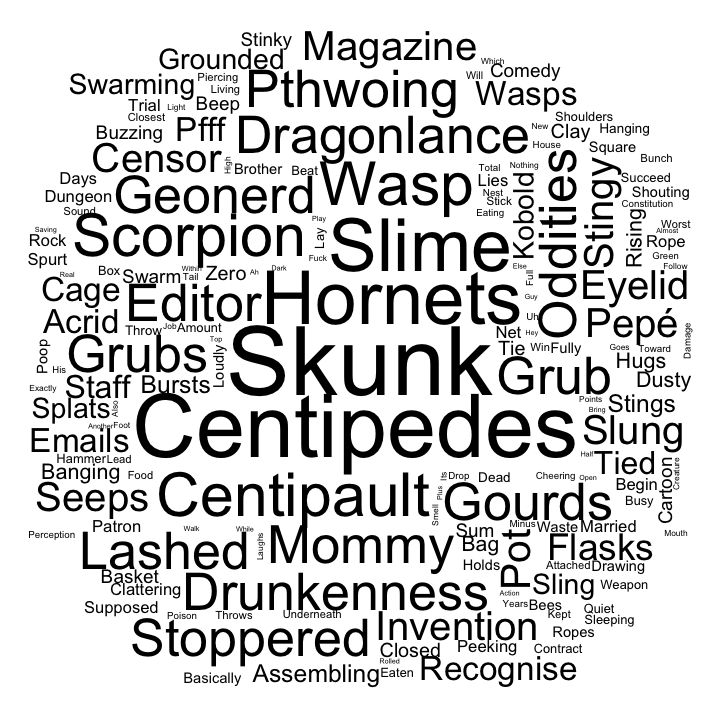 Stinky
Magazine
Which
Grounded
Piercing
Will
Comedy
Swarming
Living
Pthwoing
Wasps
Trial
Light
Beep
Closest
Shoulders
Buzzing
Pfff
Dragonlance
New
Clay
Hanging
House
Square
Censor
High
Brother
Beat
Wasp
Total
Nothing
Bunch
Days
Lies
Succeed
Dungeon
Geonerd
Nest
Stick
Kobold
Oddities
Stingy
Shouting
Sound
Eating
Constitution
Saving
Scorpion
Play
Lay
Slime
Rising
Worst
Almost
Rock
Rope
Spurt
Fuck
Green
Real
Box
Swarm
Within
Tail
Zero
Ah
Dark
Else
Full
Follow
Cage
Editor
Hornets
Guy
Eyelid
Acrid
Throw
Job
Amount
Uh
Pepé
Damage
Poop
Top
Loudly
Skunk
Net
Hey
His
Grubs
Tie
Win
Fully
Goes
Toward
Hugs
Exactly
Staff
Bursts
Grub
Dusty
Splats
Also
Centipedes
Points
Bring
Stings
Another
Foot
Emails
Slung
Hammer
Lead
Half
Banging
Food
Centipault
Its
Drop
Dead
Cheering
Open
Tied
Cartoon
Creature
Seeps
Smell
Plus
Gourds
Begin
Busy
Perception
Patron
Walk
While
Laughs
Mommy
Sum
Minus
Waste
Married
Mouth
Lashed
Bag
Pot
Flasks
Basket
Holds
Attached
Drawing
Clattering
Drunkenness
Action
Sling
Weapon
Supposed
Poison
Throws
Underneath
Years
Bees
Quiet
Kept
Sleeping
Stoppered
Invention
Ropes
Closed
Peeking
Contract
Basically
Assembling
Rolled
Eaten
Recognise